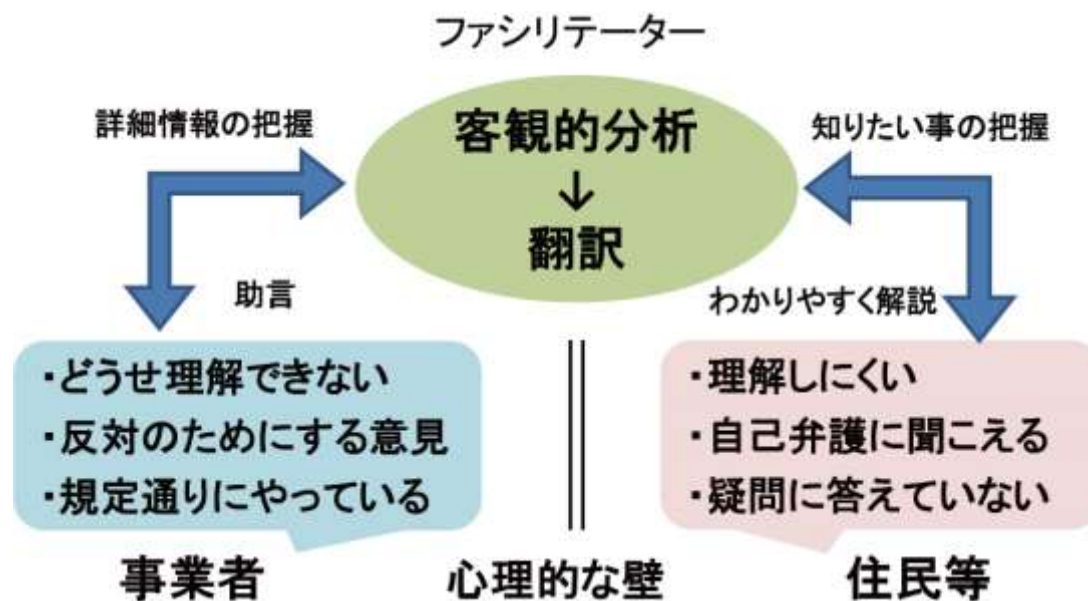 ファシリテーター
詳細情報の把握
客観的分析
↓
翻訳
知りたい事の把握
助言
わかりやすく解説
・どうせ理解できない
・反対のためにする意見
・規定通りにやっている
・理解しにくい
・自己弁護に聞こえる
・疑問に答えていない
事業者
心理的な壁
住民等